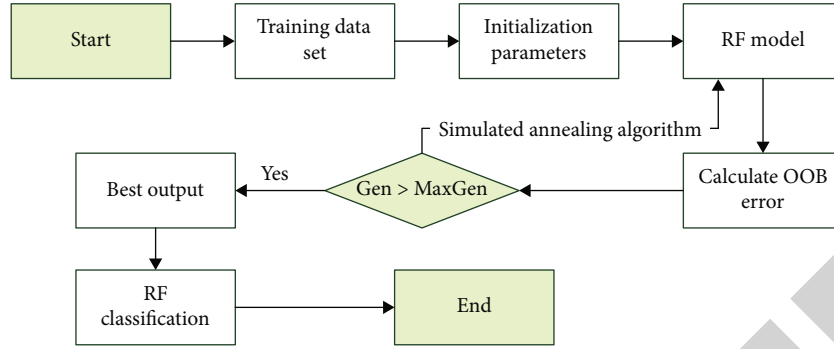 Start
Training data
set
Initialization
parameters
RF model
Simulated annealing algorithm
Best output
Yes
Gen > MaxGen
Calculate OOB
error
RF
classification
End